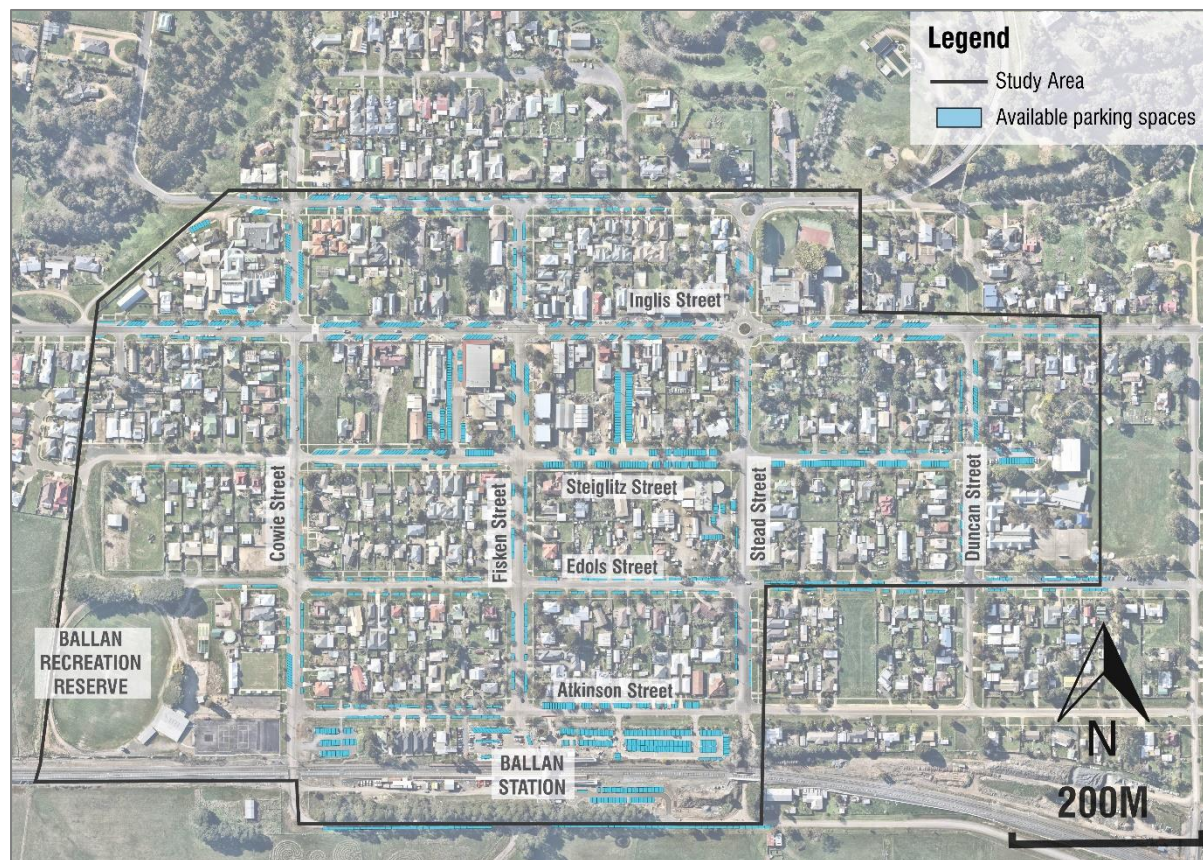 Legend
Study Area
Available parking spaces
Inglis Street
Cowie Street
Fisken Street
Steiglitz Street
Stead Street
Duncan Street
Edols Street
BALLAN
RECREATION
RESERVE
Atkinson Street
BALLAN
STATION
N
200M